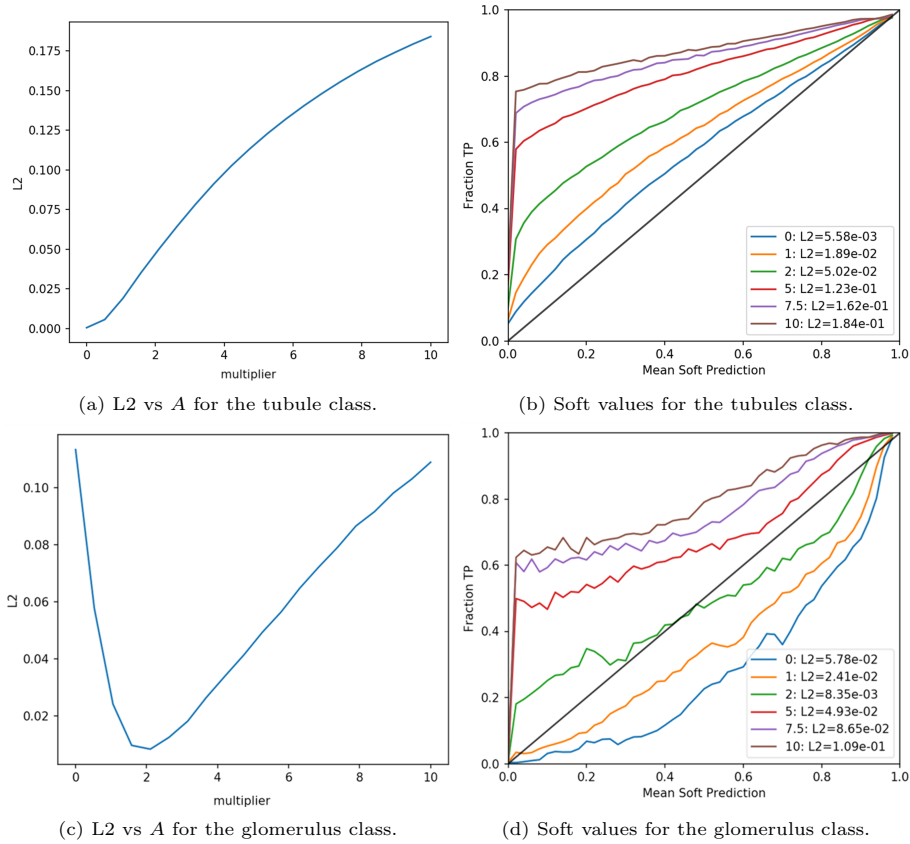 0.175
0.150
0.125
0.100
0.075
0.050
0.025
0.000
L2
0 2 4 6 8 10
multiplier
(a) L2 vs A for the tubule class.
1.0
0.8
0.6
0.4
0.2
0.0
Fraction TP
0: L2=5.58e-03
1: L2=1.89e-02
2: L2=5.02e-02
5: L2=1.23e-01
7.5: L2=1.62e-01
10: L2=1.84e-01
0.0 0.2 0.4 0.6 0.8 1.0
Mean Soft Prediction
(b) Soft values for the tubules class.
0.10
0.08
0.06
0.04
0.02
L2
0 2 4 6 8 10
multiplier
(c) L2 vs A for the glomerulus class.
1.0
0.8
0.6
0.4
0.2
0.0
Fraction TP
0: L2=5.78e-02
1: L2=2.41e-02
2: L2=8.35e-03
5: L2=4.93e-02
7.5: L2=8.65e-02
10: L2=1.09e-01
0.0 0.2 0.4 0.6 0.8 1.0
Mean Soft Prediction
(d) Soft values for the glomerulus class.